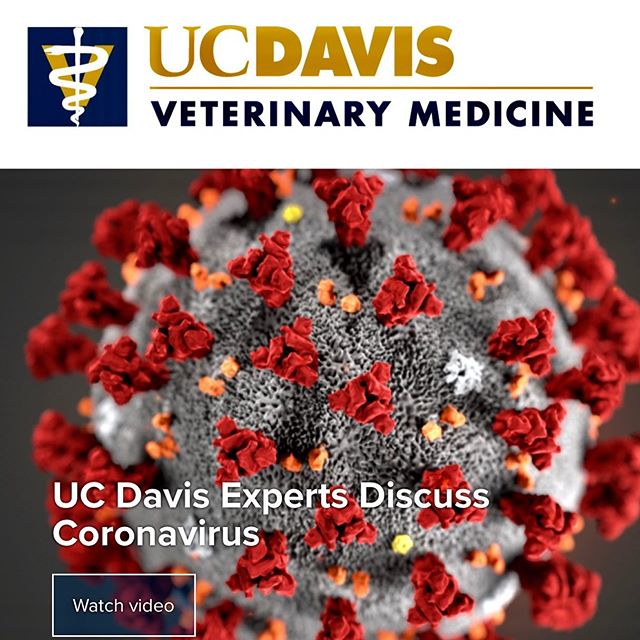 UCDAVIS
VETERINARY MEDICINE
UC Davis Experts Discuss
Coronavirus
Watch video